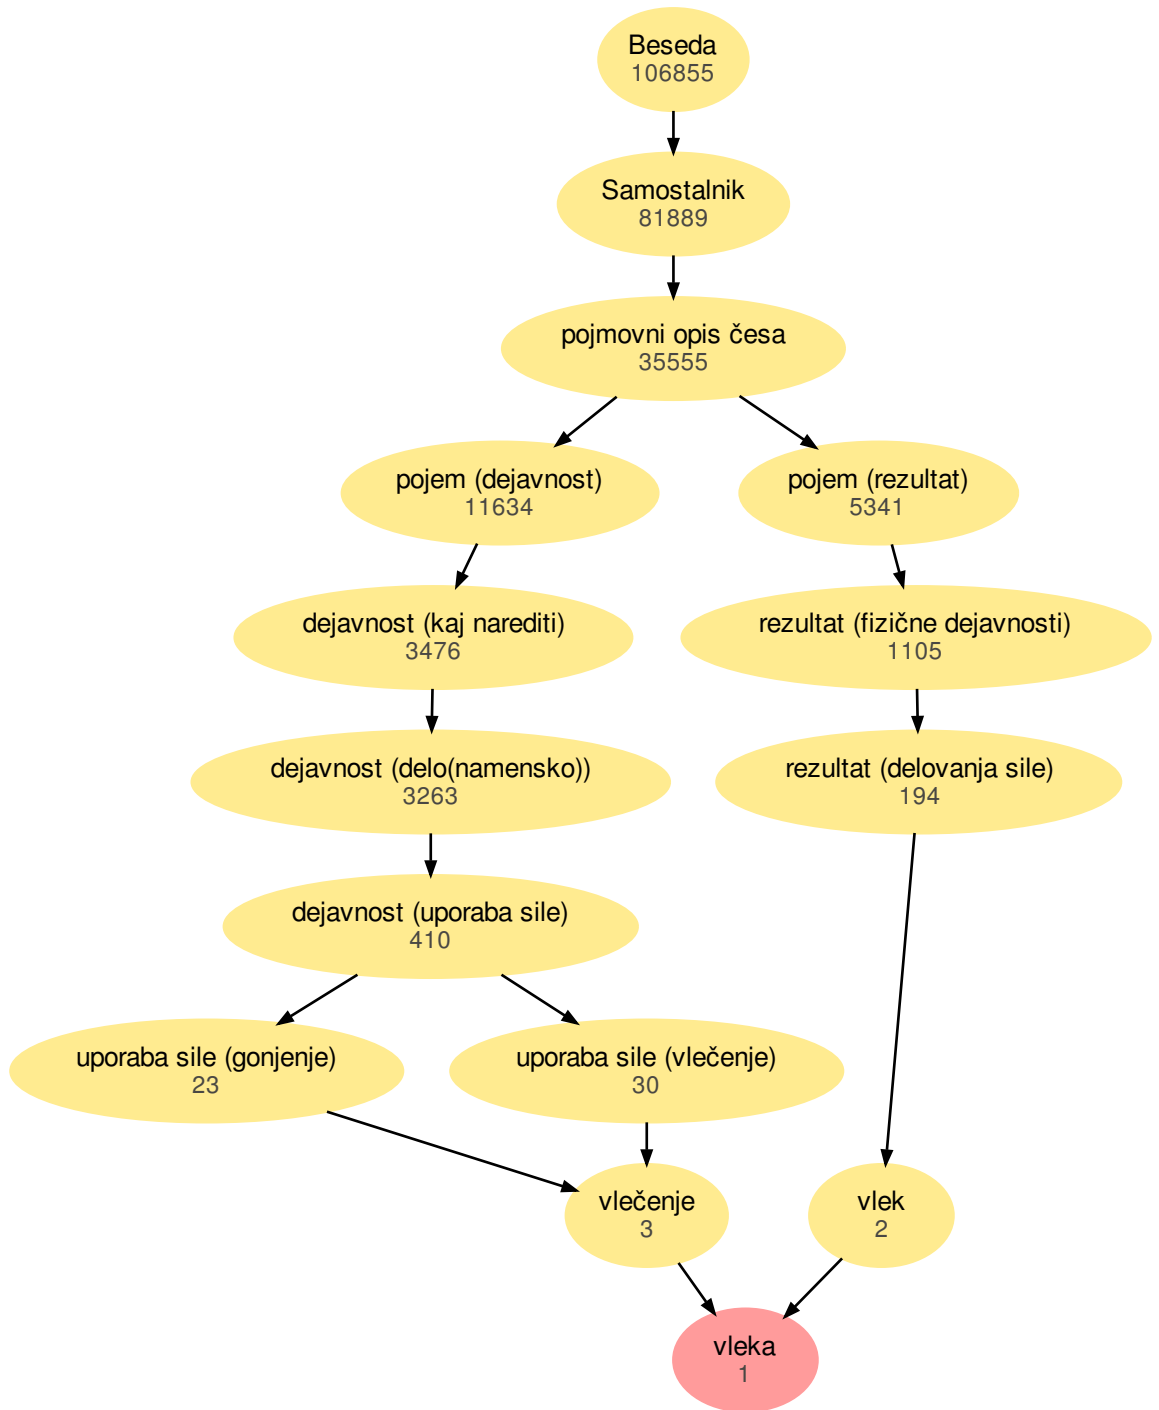 Beseda
106855
Samostalnik
81889
pojmovni opis česa
35555
pojem (dejavnost)
11634
pojem (rezultat)
5341
dejavnost (kaj narediti)
3476
rezultat (fizične dejavnosti)
1105
dejavnost (delo(namensko))
3263
rezultat (delovanja sile)
194
dejavnost (uporaba sile)
410
uporaba sile (gonjenje)
23
uporaba sile (vlečenje)
30
vlečenje
3
vlek
2
vleka
1